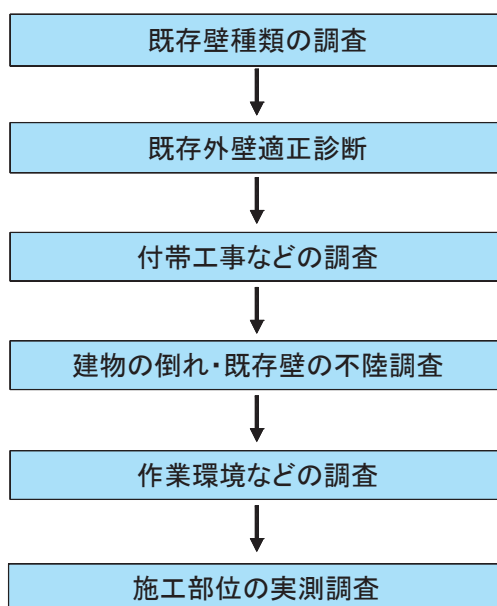 既存壁種類の調査
既存外壁適正診断
付帯工事などの調査
建物の倒れ・既存壁の不陸調査
作業環境などの調査
施工部位の実測調査